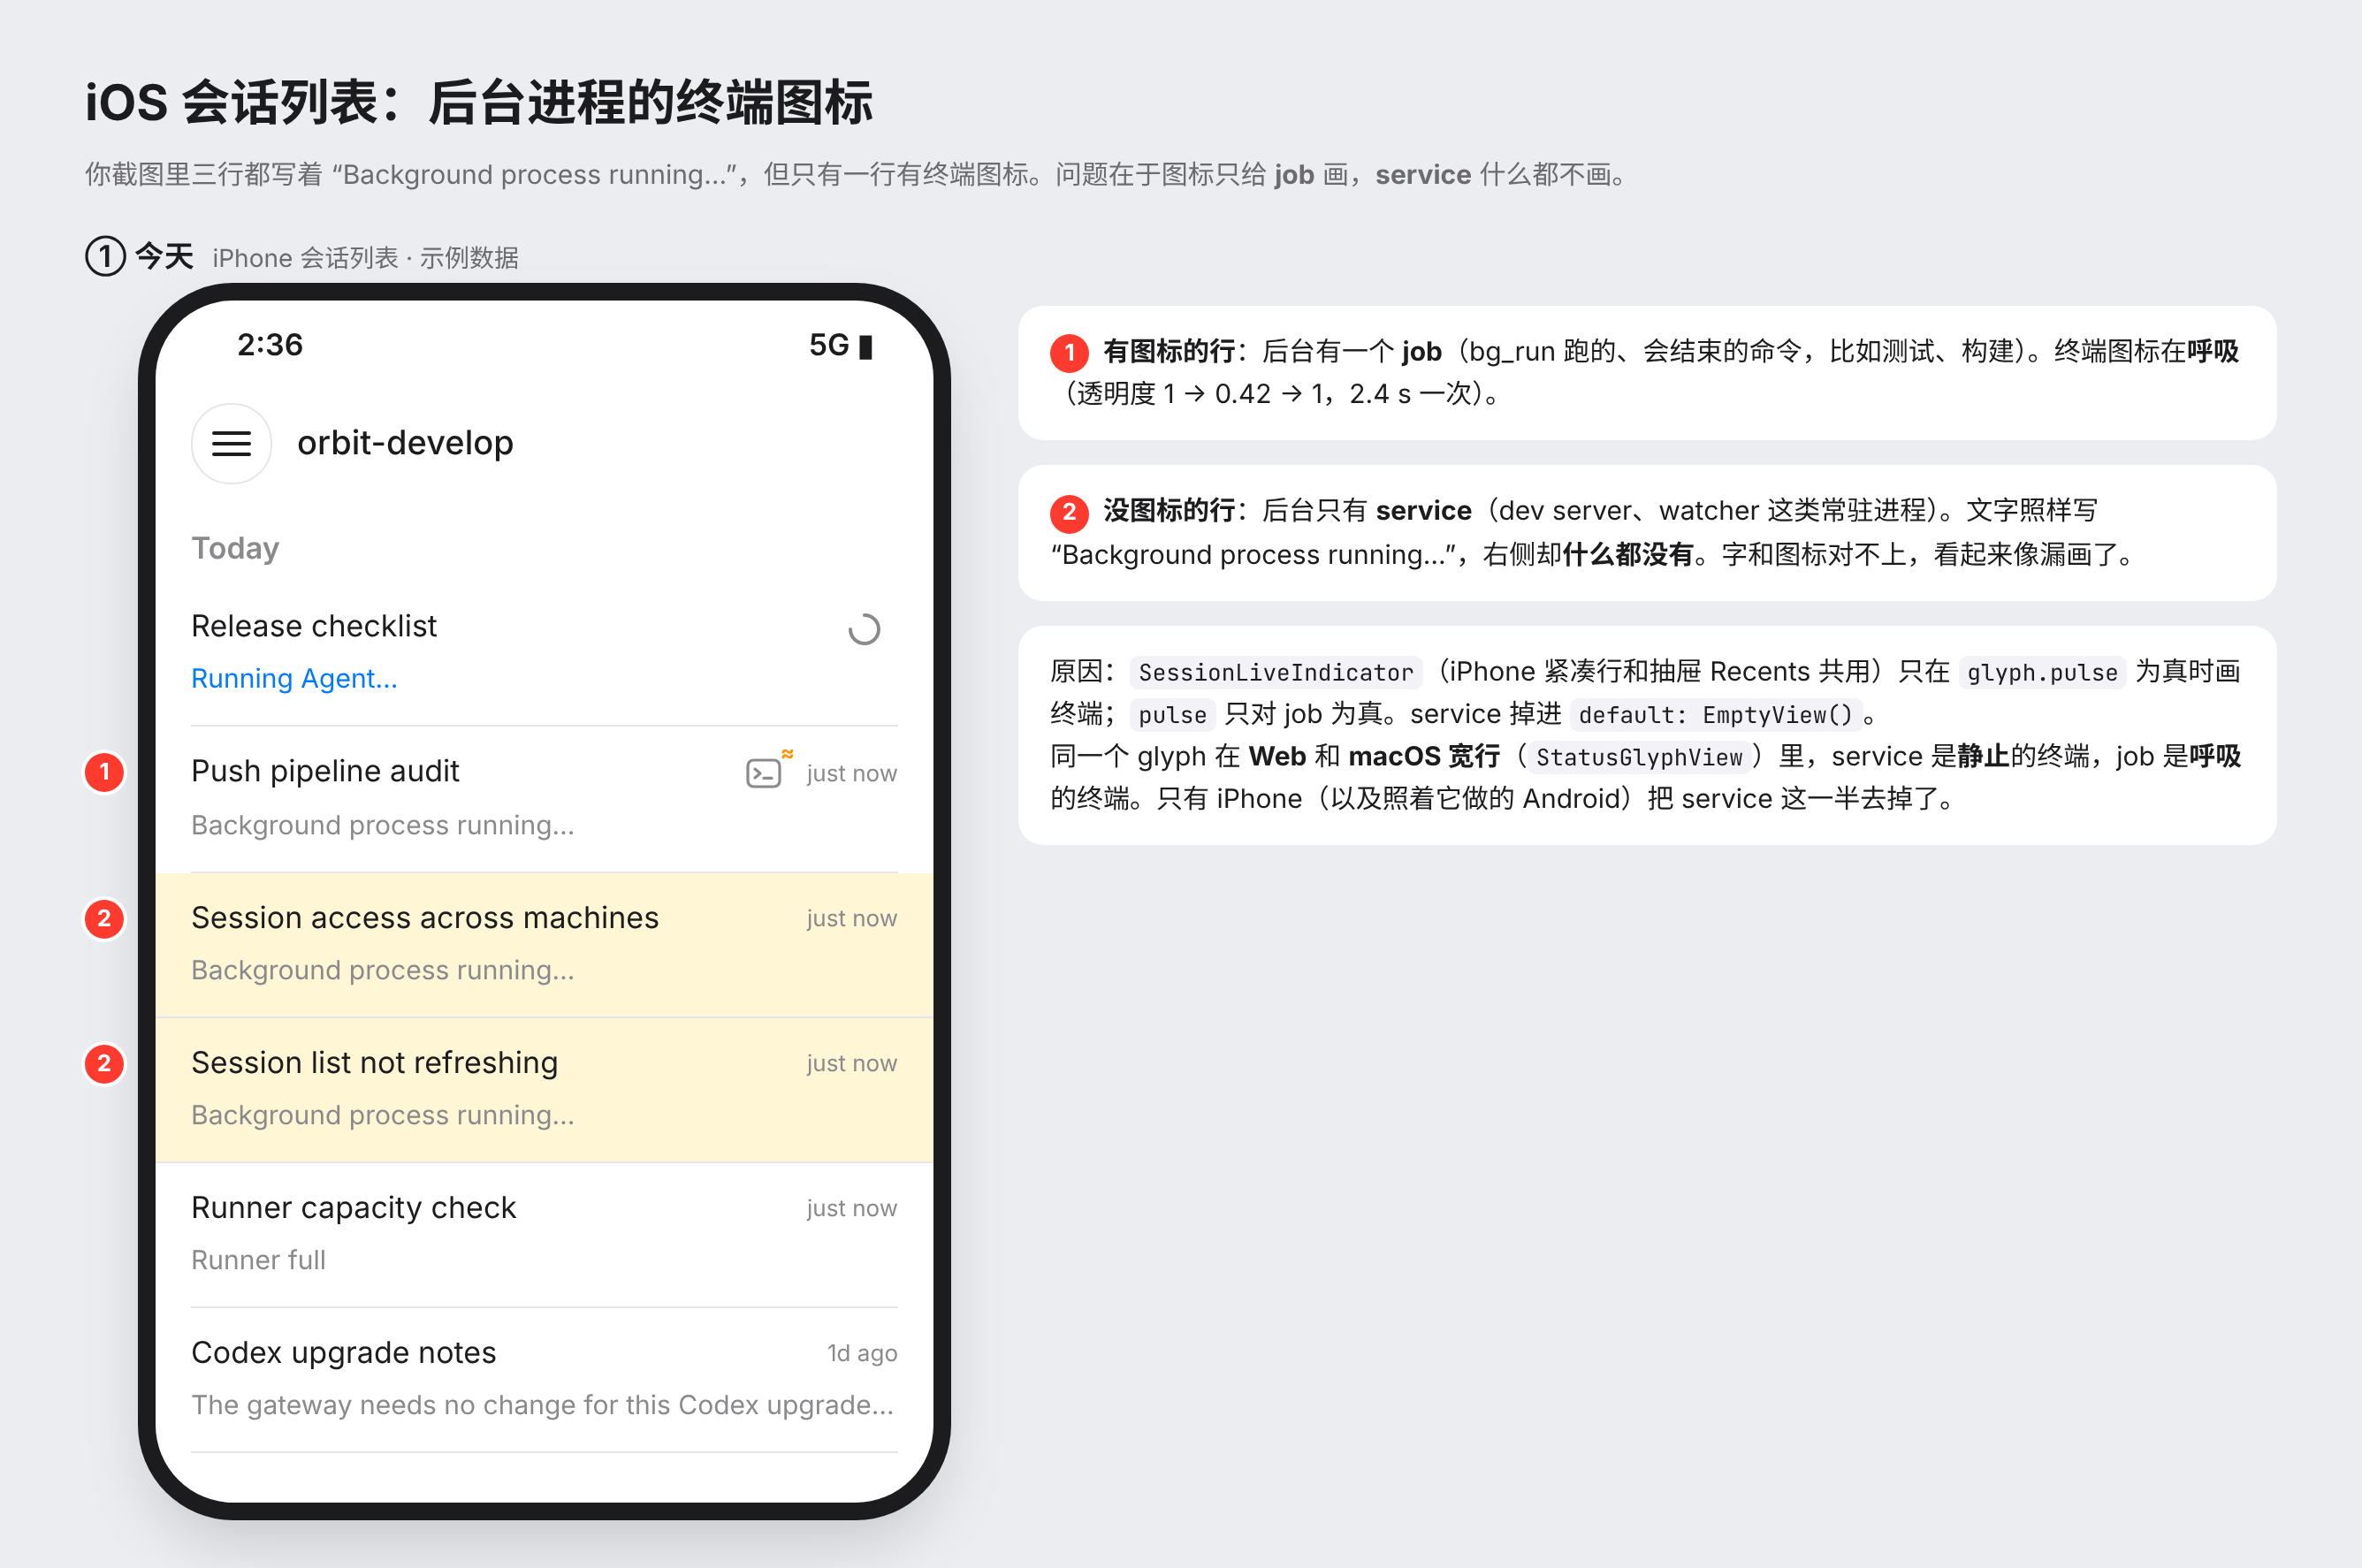 iOS 会话列表：后台进程的终端图标
你截图里三行都写着 “Background process running…”，但只有一行有终端图标。问题在于图标只给 job 画，service 什么都不画。
① 今天 iPhone 会话列表 · 示例数据
2:36 5G
orbit-develop
Today
Release checklist
Running Agent…
1 Push pipeline audit just now
Background process running…
2 Session access across machines just now
Background process running…
2 Session list not refreshing just now
Background process running…
Runner capacity check just now
Runner full
Codex upgrade notes 1d ago
The gateway needs no change for this Codex upgrade…
1 有图标的行：后台有一个 job（bg_run 跑的、会结束的命令，比如测试、构建）。终端图标在呼吸
（透明度 1 → 0.42 → 1，2.4 s 一次）。
2 没图标的行：后台只有 service（dev server、watcher 这类常驻进程）。文字照样写
“Background process running…”，右侧却什么都没有。字和图标对不上，看起来像漏画了。
原因：SessionLiveIndicator（iPhone 紧凑行和抽屉 Recents 共用）只在 glyph.pulse 为真时画
终端；pulse 只对 job 为真。service 掉进 default: EmptyView()。
同一个 glyph 在 Web 和 macOS 宽行（StatusGlyphView）里，service 是静止的终端，job 是呼吸
的终端。只有 iPhone（以及照着它做的 Android）把 service 这一半去掉了。